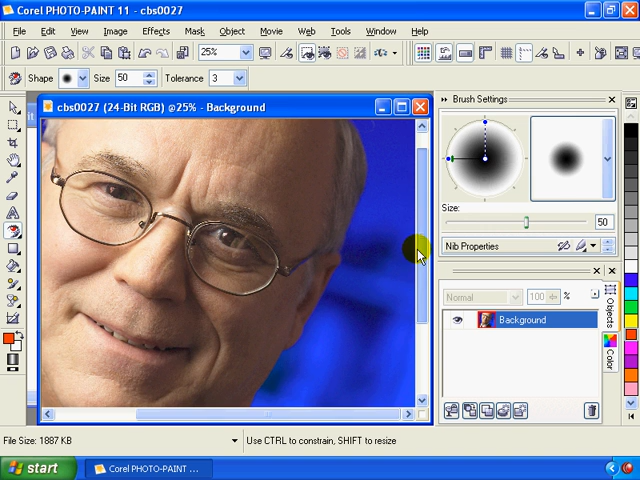 Corel PHOTO-PAINT 11 - cbs0027
File Edit View Image Effects Mask Object Movie Web Tools Window Help
25%
Shape Size 50 Tolerance 3
cbs0027 (24-Bit RGB) @25% - Background
Brush Settings
Size:
50
Nib Properties
Normal 100 %
Background
Objects
Color
File Size: 1887 KB Use CTRL to constrain, SHIFT to resize
start Corel PHOTO-PAINT ...